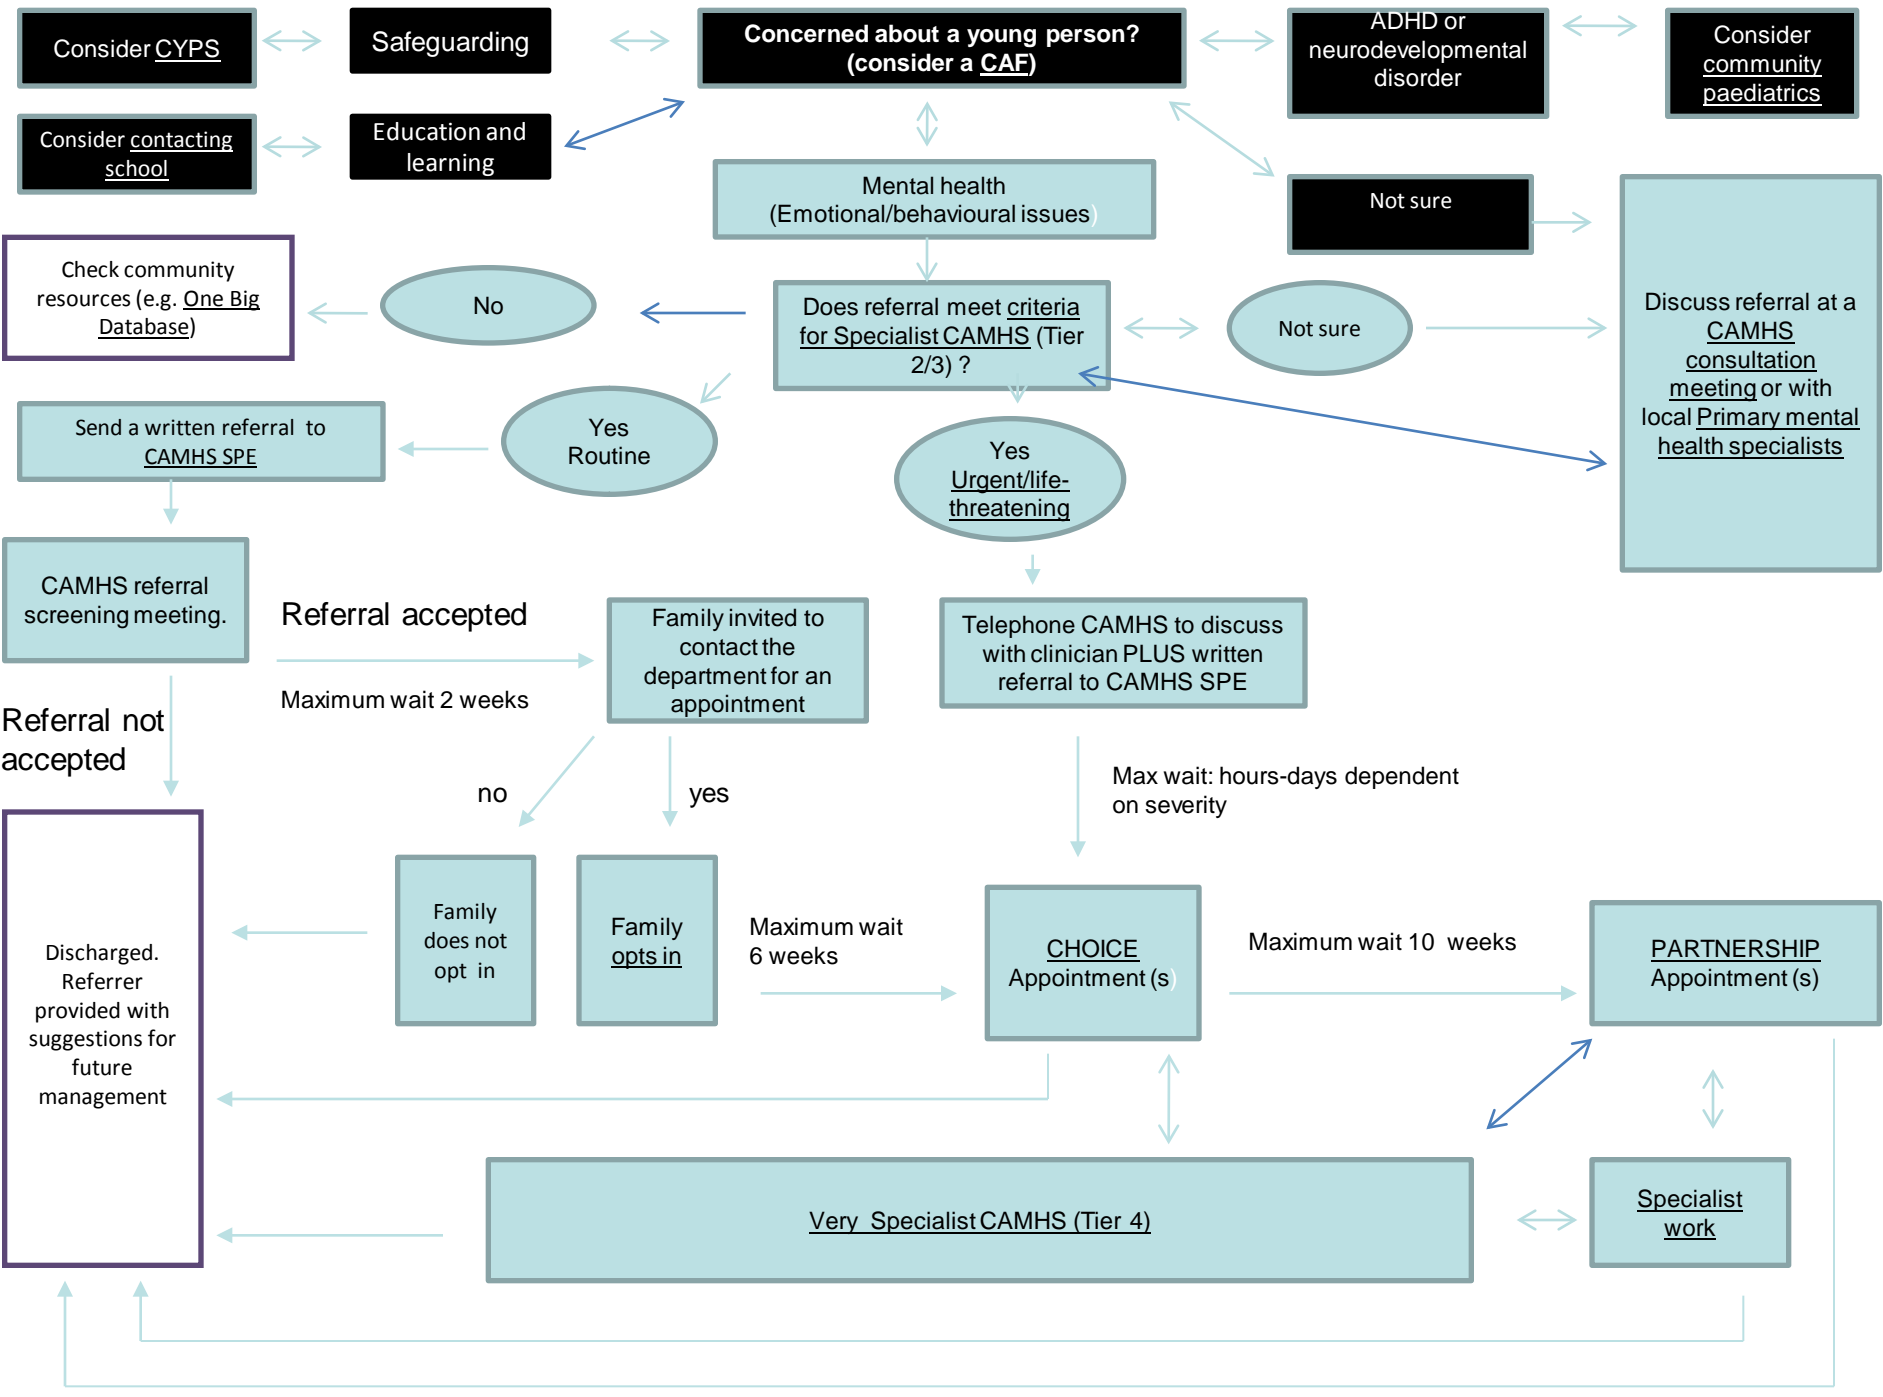 Consider CYPS
Safeguarding
Concerned about a young person?
(consider a CAF)
ADHD or
neurodevelopmental
disorder
Consider
community
paediatrics
Consider contacting
school
Education and
learning
Mental health
(Emotional/behavioural issues)
Not sure
Check community
resources (e.g. One Big
Database)
No
Does referral meet criteria
for Specialist CAMHS (Tier
2/3) ?
Not sure
Discuss referral at a
CAMHS
consultation
meeting or with
local Primary mental
health specialists
Send a written referral to
CAMHS SPE
Yes
Routine
Yes
Urgent/life-
threatening
CAMHS referral
screening meeting.
Referral accepted
Maximum wait 2 weeks
Family invited to
contact the
department for an
appointment
Telephone CAMHS to discuss
with clinician PLUS written
referral to CAMHS SPE
Referral not
accepted
no
yes
Max wait: hours-days dependent
on severity
Discharged.
Referrer
provided with
suggestions for
future
management
Family
does not
opt in
Family
opts in
Maximum wait
6 weeks
CHOICE
Appointment (s)
Maximum wait 10 weeks
PARTNERSHIP
Appointment (s)
Very Specialist CAMHS (Tier 4)
Specialist
work